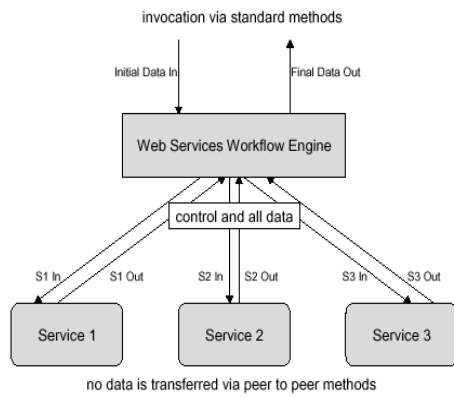 invocation via standard methods
Initial Data In
Final Data Out
Web Services Workflow Engine
control and all data
S1 In
S1 Out
S2 In
S2 Out
S3 In
S3 Out
Service 1
Service 2
Service 3
no data is transferred via peer to peer methods